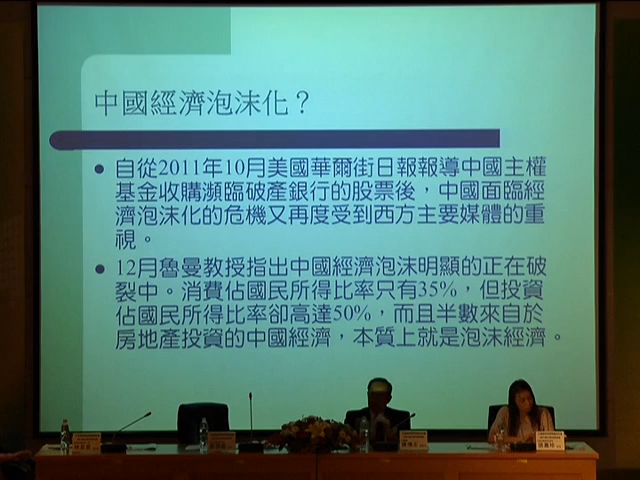 中國經濟泡沫化？
自從2011年10月美國華爾街日報報導中國主權
基金收購瀕臨破產銀行的股票後，中國面臨經
濟泡沫化的危機又再度受到西方主要媒體的重
視。
12月魯曼教授指出中國經濟泡沫明顯的正在破
裂中。消費佔國民所得比率只有35%，但投資
佔國民所得比率卻高達50%，而且半數來自於
房地產投資的中國經濟，本質上就是泡沫經濟。